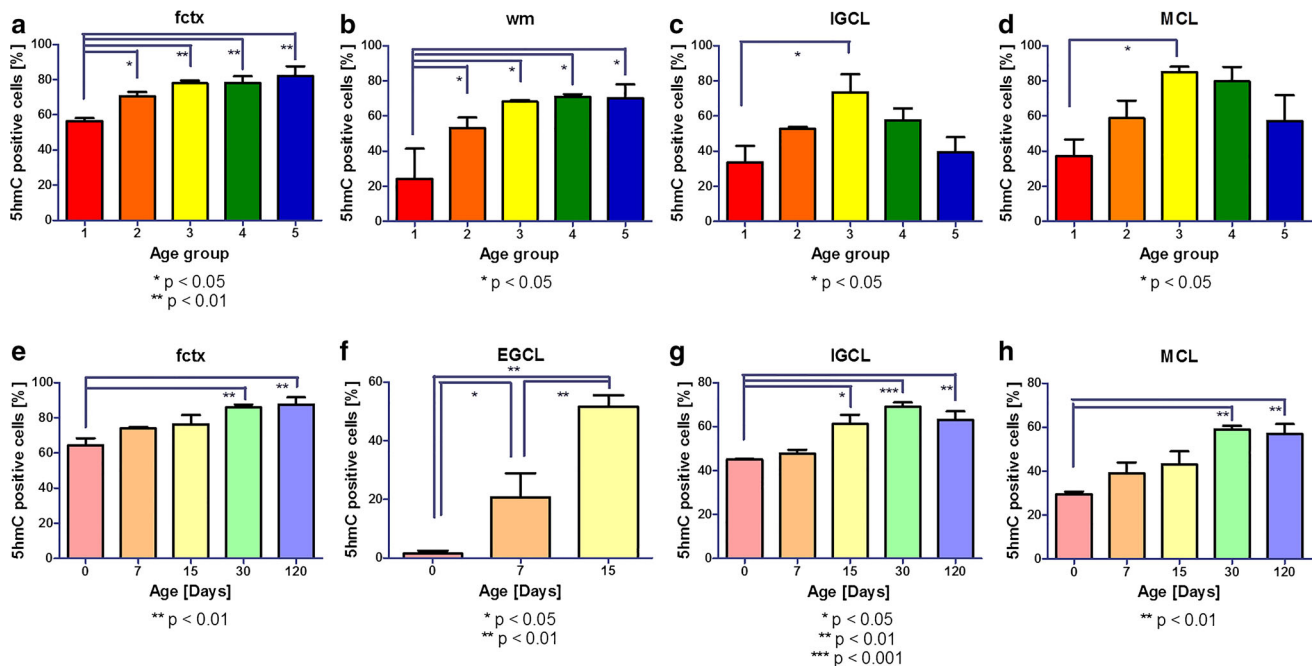 a
fctx
5hmC positive cells [%]
100
80
60
40
20
0
*
**
**
**
1 2 3 4 5
Age group
* p < 0.05
** p < 0.01
b
wm
5hmC positive cells [%]
100
80
60
40
20
0
*
*
*
*
1 2 3 4 5
Age group
* p < 0.05
c
IGCL
5hmC positive cells [%]
100
80
60
40
20
0
*
1 2 3 4 5
Age group
* p < 0.05
d
MCL
5hmC positive cells [%]
100
80
60
40
20
0
*
1 2 3 4 5
Age group
* p < 0.05
e
fctx
5hmC positive cells [%]
100
80
60
40
20
0
**
**
0 7 15 30 120
Age [Days]
** p < 0.01
f
EGCL
5hmC positive cells [%]
60
40
20
0
**
*
**
0 7 15
Age [Days]
* p < 0.05
** p < 0.01
g
IGCL
5hmC positive cells [%]
80
60
40
20
0
*
***
**
0 7 15 30 120
Age [Days]
* p < 0.05
** p < 0.01
*** p < 0.001
h
MCL
5hmC positive cells [%]
80
60
40
20
0
**
**
0 7 15 30 120
Age [Days]
** p < 0.01